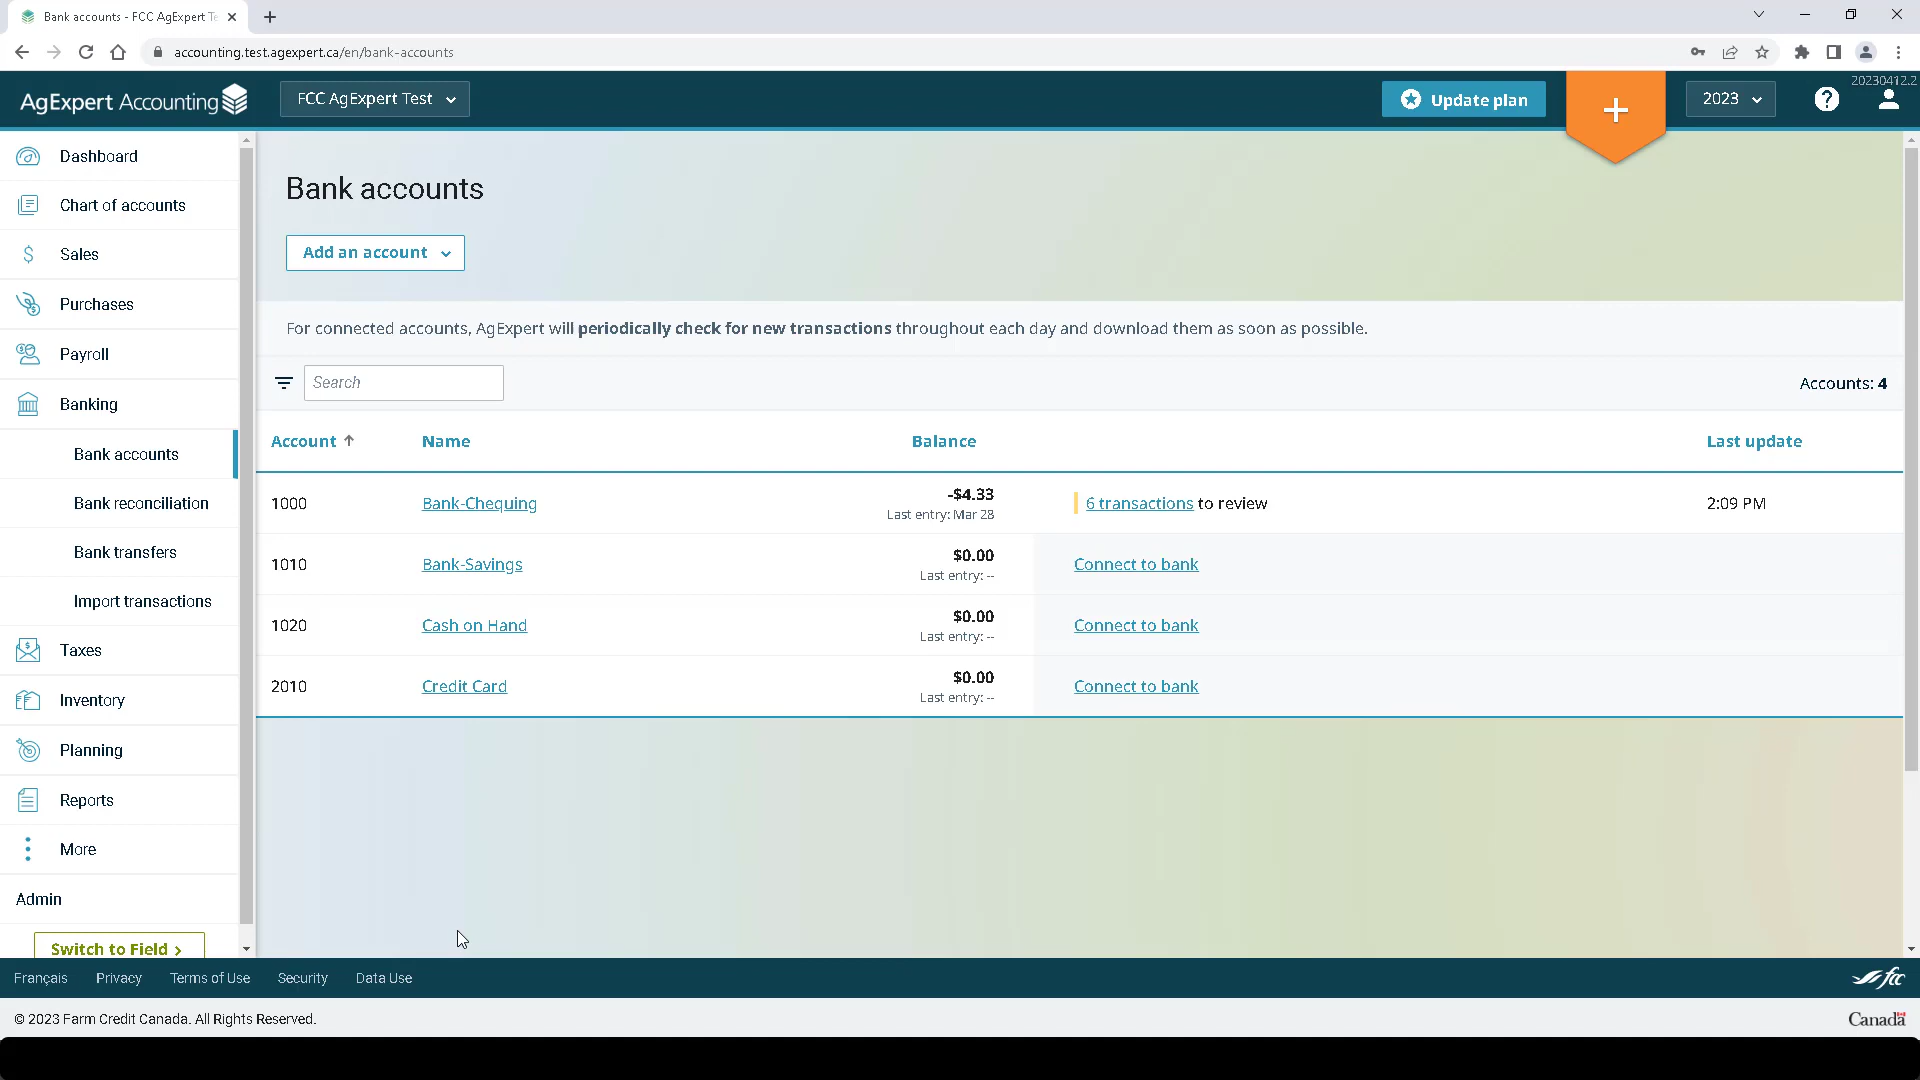 Bank accounts - FCC AgExpert Te
accounting.test.agexpert.ca/en/bank-accounts
20230412.2
AgExpert Accounting
FCC AgExpert Test
Update plan
+
2023
?
Dashboard
Chart of accounts
Sales
Purchases
Payroll
Banking
Bank accounts
Bank reconciliation
Bank transfers
Import transactions
Taxes
Inventory
Planning
Reports
More
Admin
Switch to Field >
Bank accounts
Add an account
For connected accounts, AgExpert will periodically check for new transactions throughout each day and download them as soon as possible.
Search
Accounts: 4
Account ↑ Name Balance Last update
1000 Bank-Chequing -$4.33 6 transactions to review 2:09 PM
Last entry: Mar 28
1010 Bank-Savings $0.00 Connect to bank
Last entry: --
1020 Cash on Hand $0.00 Connect to bank
Last entry: --
2010 Credit Card $0.00 Connect to bank
Last entry: --
Français Privacy Terms of Use Security Data Use
fcc
© 2023 Farm Credit Canada. All Rights Reserved.
Canada